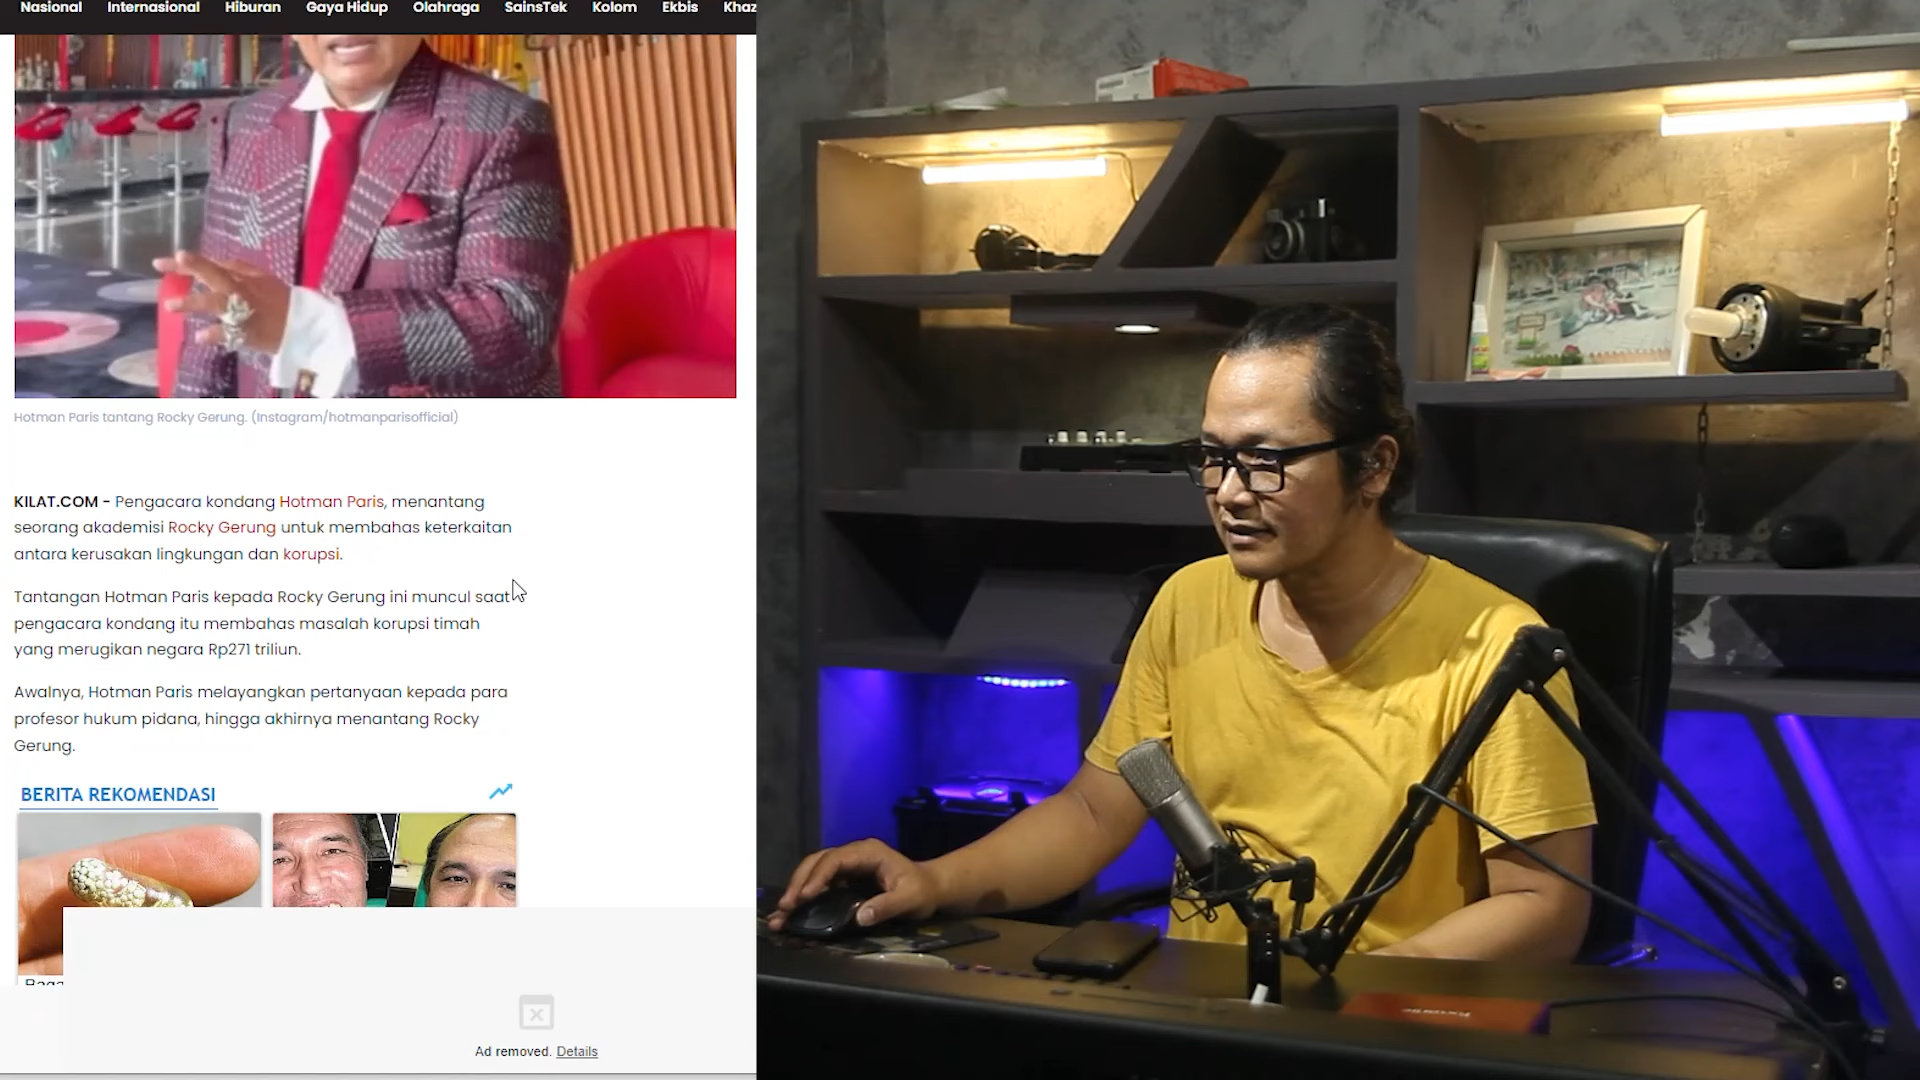 Nasional Internasional Hiburan Gaya Hidup Olahraga SainsTek Kolom Ekbis Khaz
Hotman Paris tantang Rocky Gerung. (Instagram/hotmanparisofficial)
KILAT.COM - Pengacara kondang Hotman Paris, menantang
seorang akademisi Rocky Gerung untuk membahas keterkaitan
antara kerusakan lingkungan dan korupsi.
Tantangan Hotman Paris kepada Rocky Gerung ini muncul saat
pengacara kondang itu membahas masalah korupsi timah
yang merugikan negara Rp271 triliun.
Awalnya, Hotman Paris melayangkan pertanyaan kepada para
profesor hukum pidana, hingga akhirnya menantang Rocky
Gerung.
BERITA REKOMENDASI
Ad removed. Details